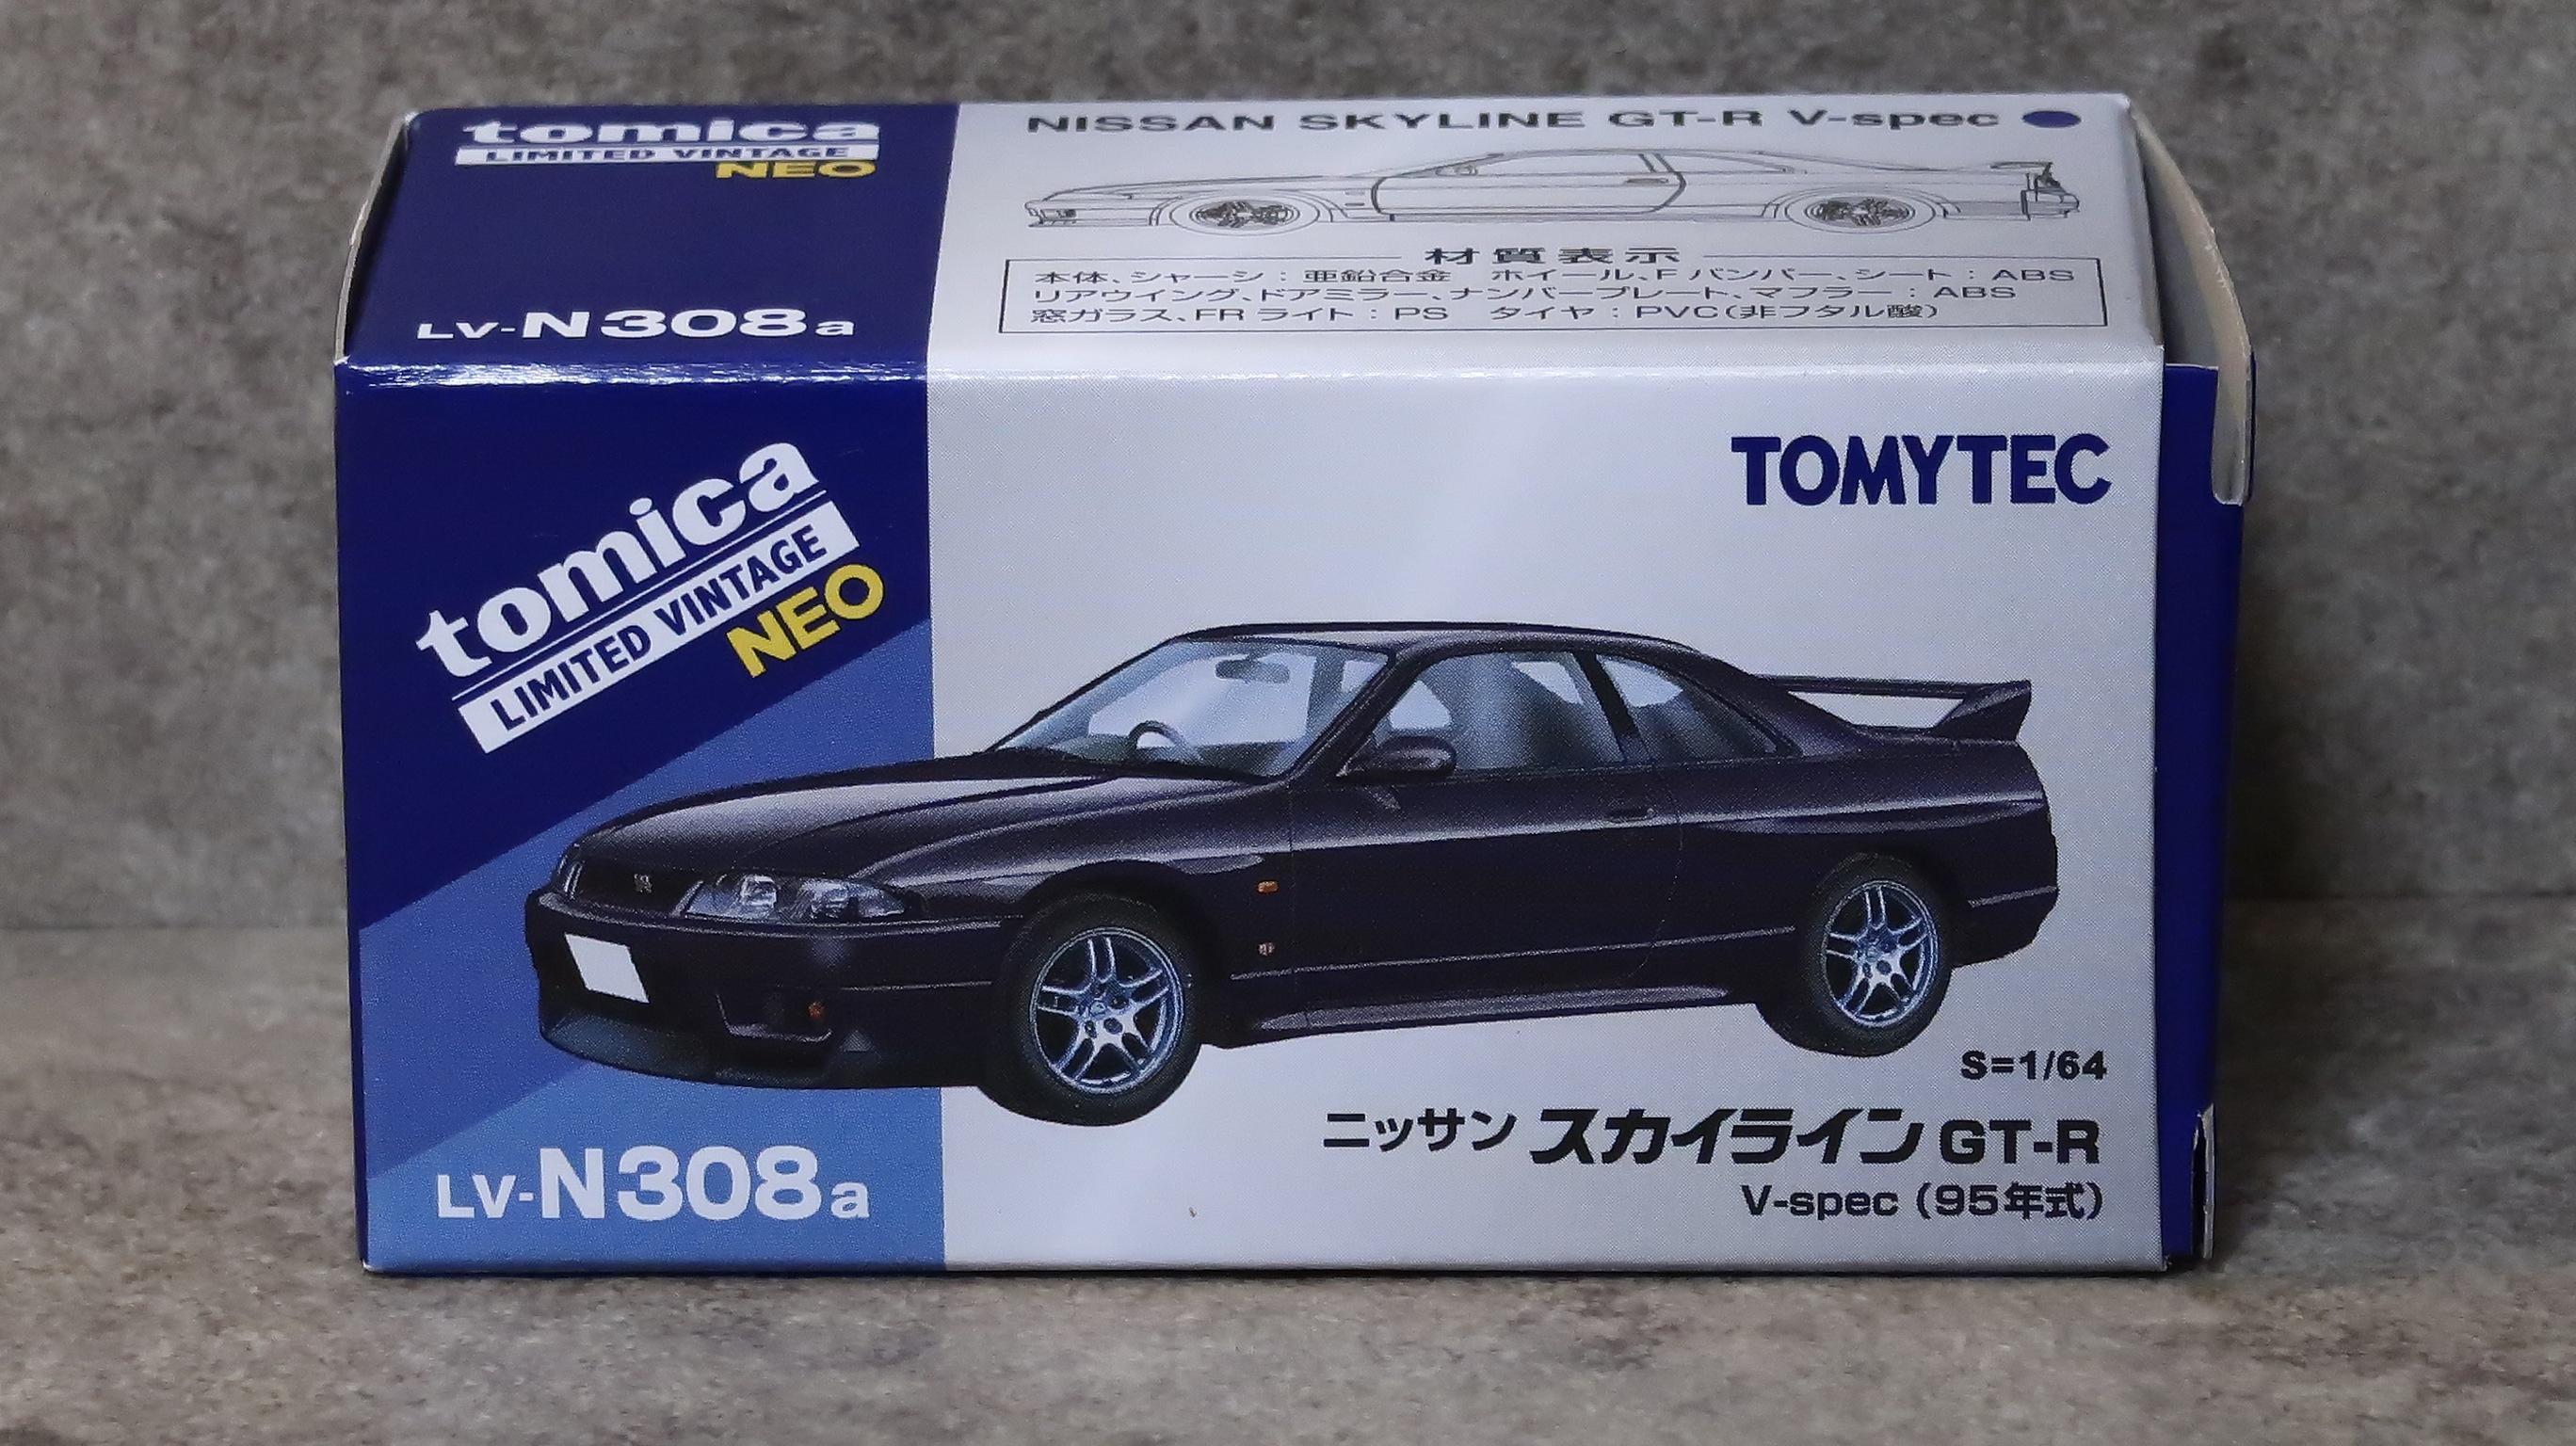 tomica
LIMITED VINTAGE
NEO
LV-N308a
NISSAN SKYLINE GT-R V-spec
材質表示
本体、シャーシ：亜鉛合金　ホイール、Fバンパー、シート：ABS
リアウイング、ドアミラー、ナンバープレート、マフラー：ABS
窓ガラス、FRライト：PS　タイヤ：PVC(非フタル酸)
tomica
LIMITED VINTAGE
NEO
TOMYTEC
S=1/64
ニッサン スカイライン GT-R
V-spec (95年式)
LV-N308a